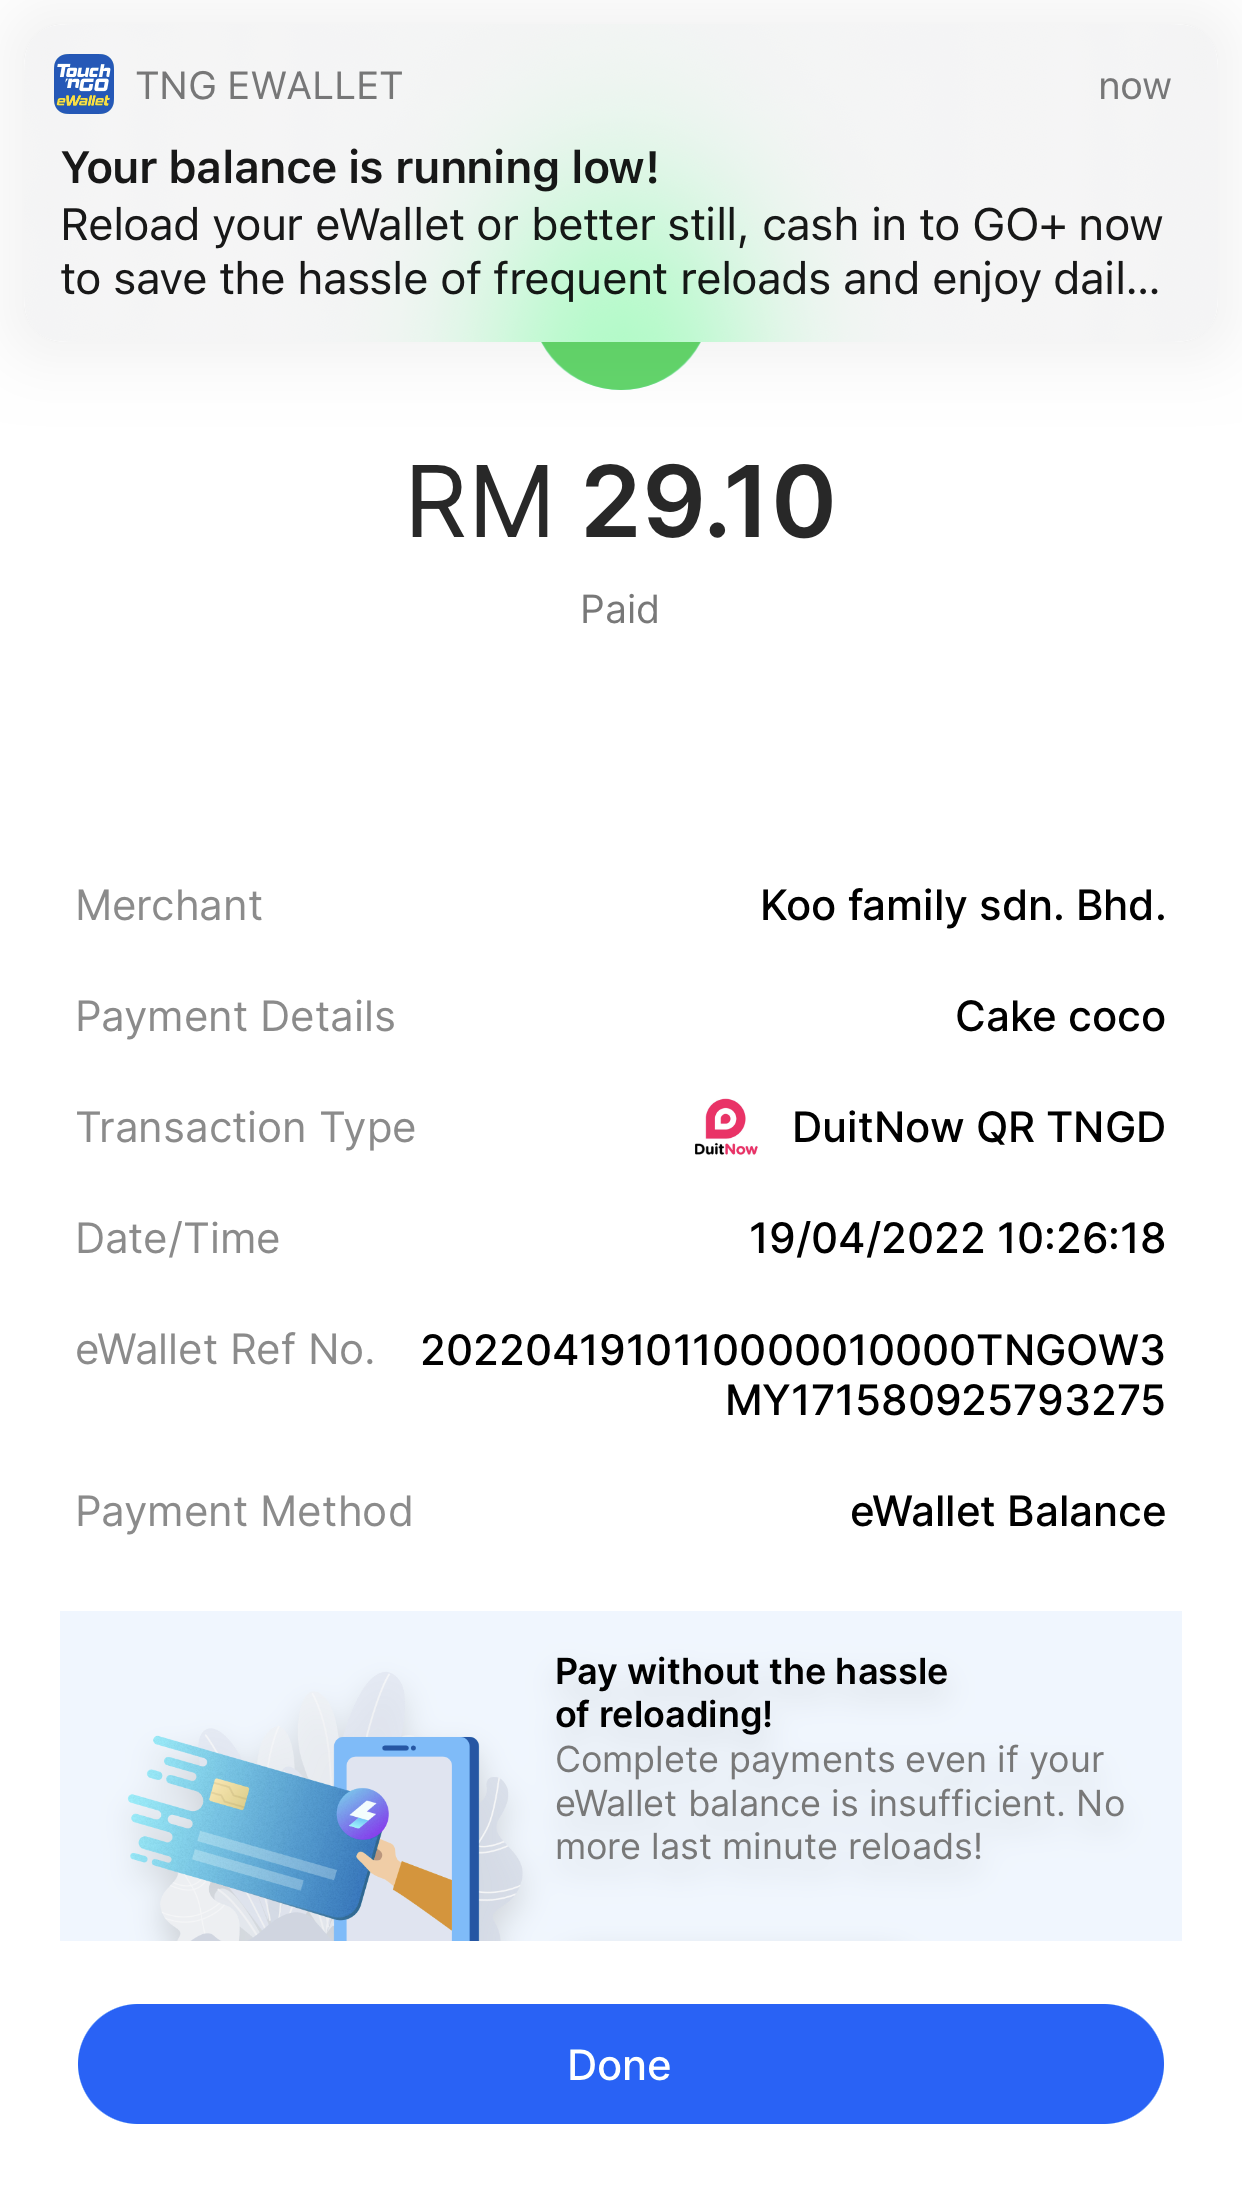 Touch
'nGO
eWallet
TNG EWALLET
now
Your balance is running low!
Reload your eWallet or better still, cash in to GO+ now
to save the hassle of frequent reloads and enjoy dail...
RM 29.10
Paid
Merchant
Koo family sdn. Bhd.
Payment Details
Cake coco
Transaction Type
DuitNow
DuitNow QR TNGD
Date/Time
19/04/2022 10:26:18
eWallet Ref No.
20220419101110000010000TNGOW3
MY171580925793275
Payment Method
eWallet Balance
Pay without the hassle
of reloading!
Complete payments even if your
eWallet balance is insufficient. No
more last minute reloads!
Done